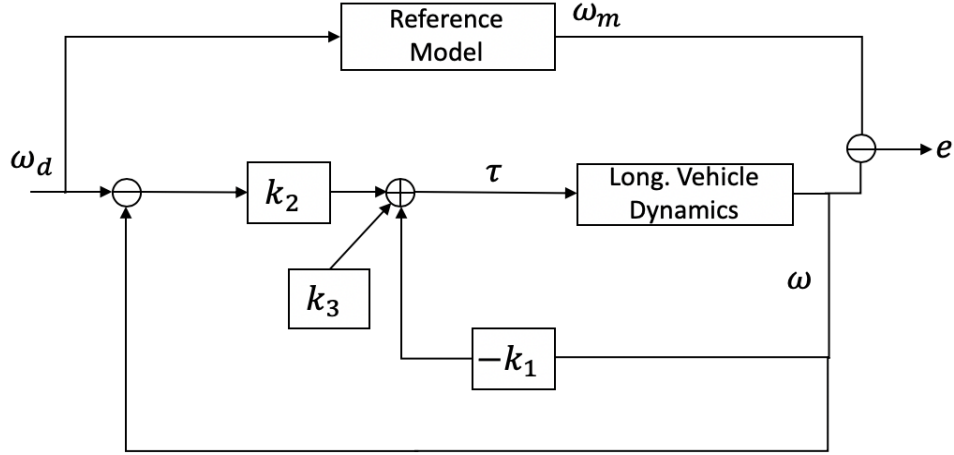 Reference
Model
ω_m
ω_d
e
k_2
τ
Long. Vehicle
Dynamics
k_3
ω
−k_1